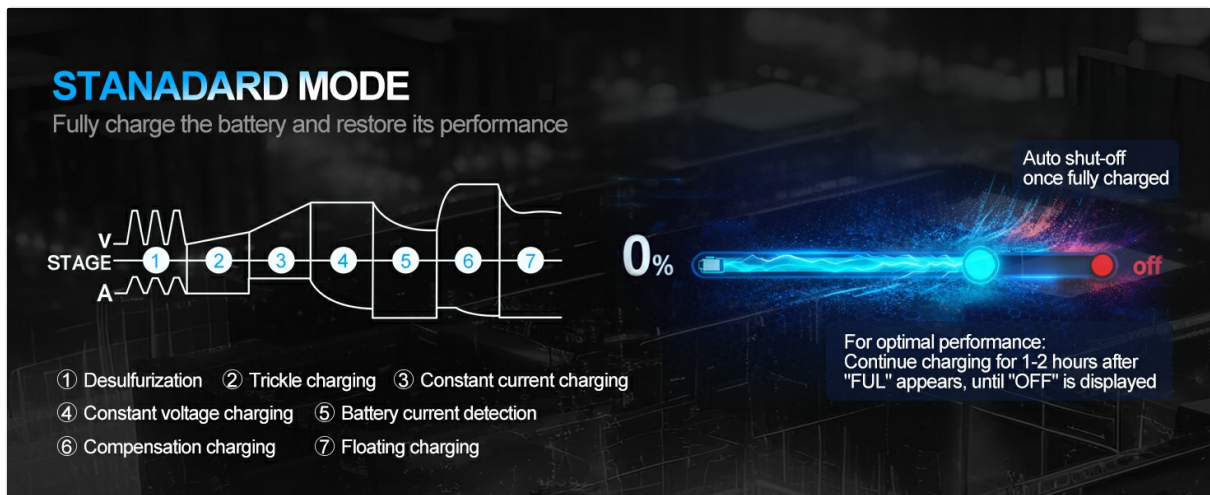 STANADARD MODE
Fully charge the battery and restore its performance
V
STAGE 1 2 3 4 5 6 7
A
① Desulfurization ② Trickle charging ③ Constant current charging
④ Constant voltage charging ⑤ Battery current detection
⑥ Compensation charging ⑦ Floating charging
Auto shut-off
once fully charged
0% off
For optimal performance:
Continue charging for 1-2 hours after
"FUL" appears, until "OFF" is displayed